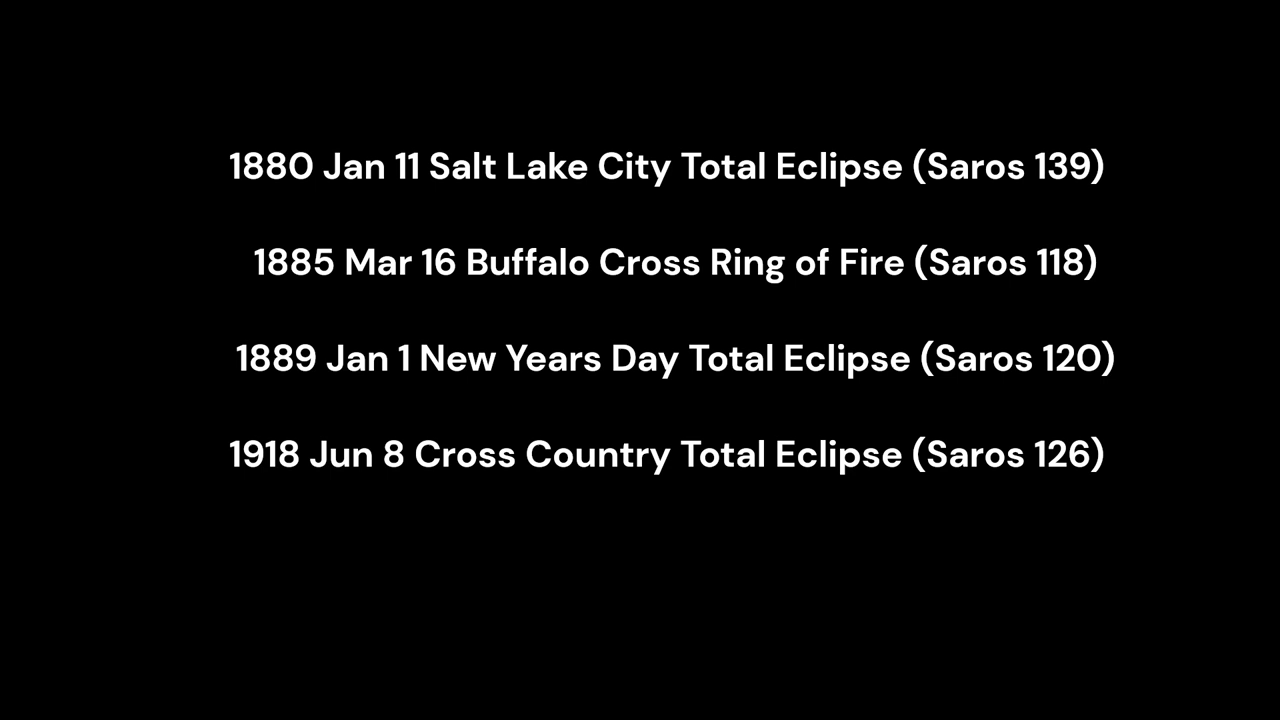 1880 Jan 11 Salt Lake City Total Eclipse (Saros 139)
1885 Mar 16 Buffalo Cross Ring of Fire (Saros 118)
1889 Jan 1 New Years Day Total Eclipse (Saros 120)
1918 Jun 8 Cross Country Total Eclipse (Saros 126)